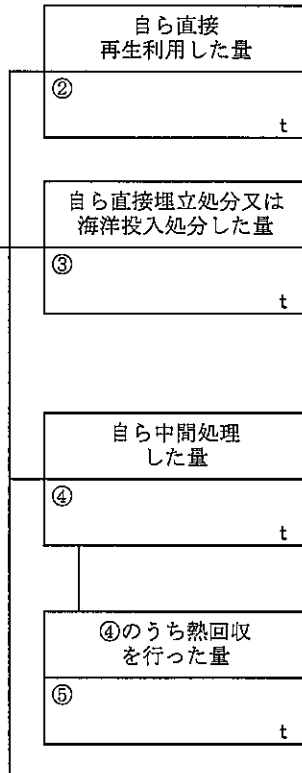 自ら直接
再生利用した量
②
t
自ら直接埋立処分又は
海洋投入処分した量
③
t
自ら中間処理
した量
④
t
④のうち熱回収
を行った量
⑤
t